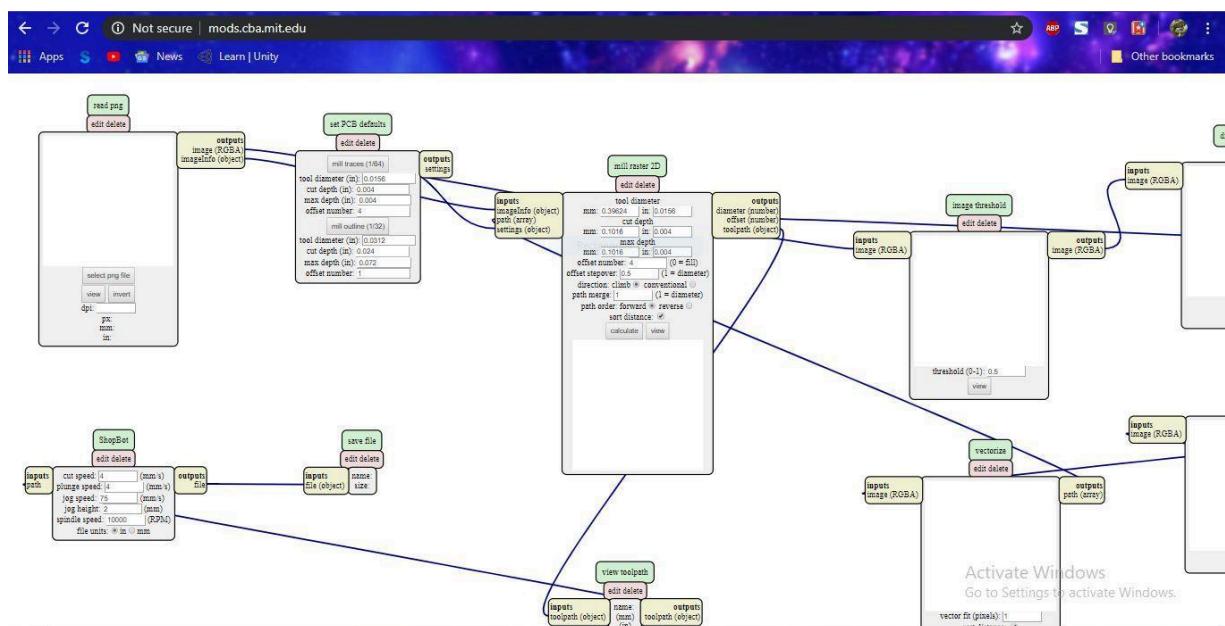 Not secure | mods.cba.mit.edu
ABP
Apps
News
Learn | Unity
Other bookmarks
read png
edit delete
outputs
image (RGBA)
imageInfo (object)
select png file
view invert
dpi:
px:
mm:
in:
set PCB defaults
edit delete
mill traces (1/64)
tool diameter (in): 0.0156
cut depth (in): 0.004
max depth (in): 0.004
offset number: 4
mill outline (1/32)
tool diameter (in): 0.0312
cut depth (in): 0.024
max depth (in): 0.072
offset number: 1
outputs
settings
mill raster 2D
edit delete
inputs
imageInfo (object)
path (array)
settings (object)
tool diameter
mm: 0.39624 in: 0.0156
cut depth
mm: 0.1016 in: 0.004
max depth
mm: 0.1016 in: 0.004
offset number: 4 (0 = fill)
offset stepover: 0.5 (1 = diameter)
direction: climb conventional
path merge: 1 (1 = diameter)
path order: forward reverse
sort distance:
calculate view
outputs
diameter (number)
offset (number)
toolpath (object)
image threshold
edit delete
inputs
image (RGBA)
outputs
image (RGBA)
threshold (0-1): 0.5
view
d
inputs
image (RGBA)
inputs
image (RGBA)
ShopBot
edit delete
inputs
path
cut speed: 4 (mm/s)
plunge speed: 4 (mm/s)
jog speed: 75 (mm/s)
jog height: 2 (mm)
spindle speed: 10000 (RPM)
file units: in mm
outputs
file
save file
edit delete
inputs
file (object)
name:
size:
view toolpath
edit delete
inputs
toolpath (object)
name:
(mm)
(in)
outputs
toolpath (object)
vectorize
edit delete
inputs
image (RGBA)
outputs
path (array)
vector fit (pixels): 1
Activate Windows
Go to Settings to activate Windows.